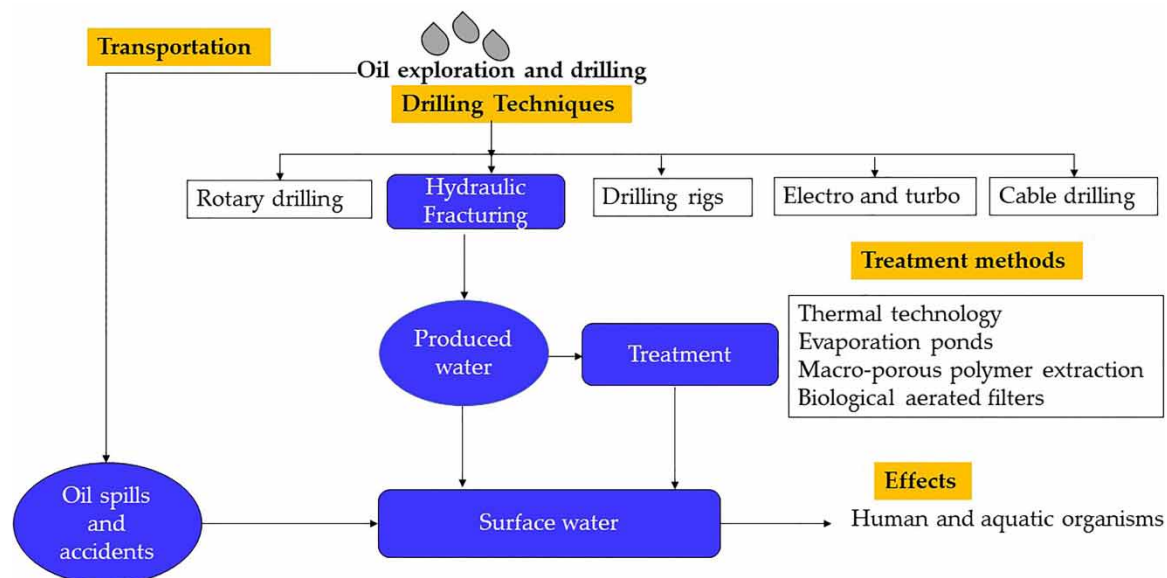 Transportation
Oil exploration and drilling
Drilling Techniques
Rotary drilling
Hydraulic
Fracturing
Drilling rigs
Electro and turbo
Cable drilling
Treatment methods
Thermal technology
Evaporation ponds
Macro-porous polymer extraction
Biological aerated filters
Produced
water
Treatment
Effects
Oil spills
and
accidents
Surface water
Human and aquatic organisms